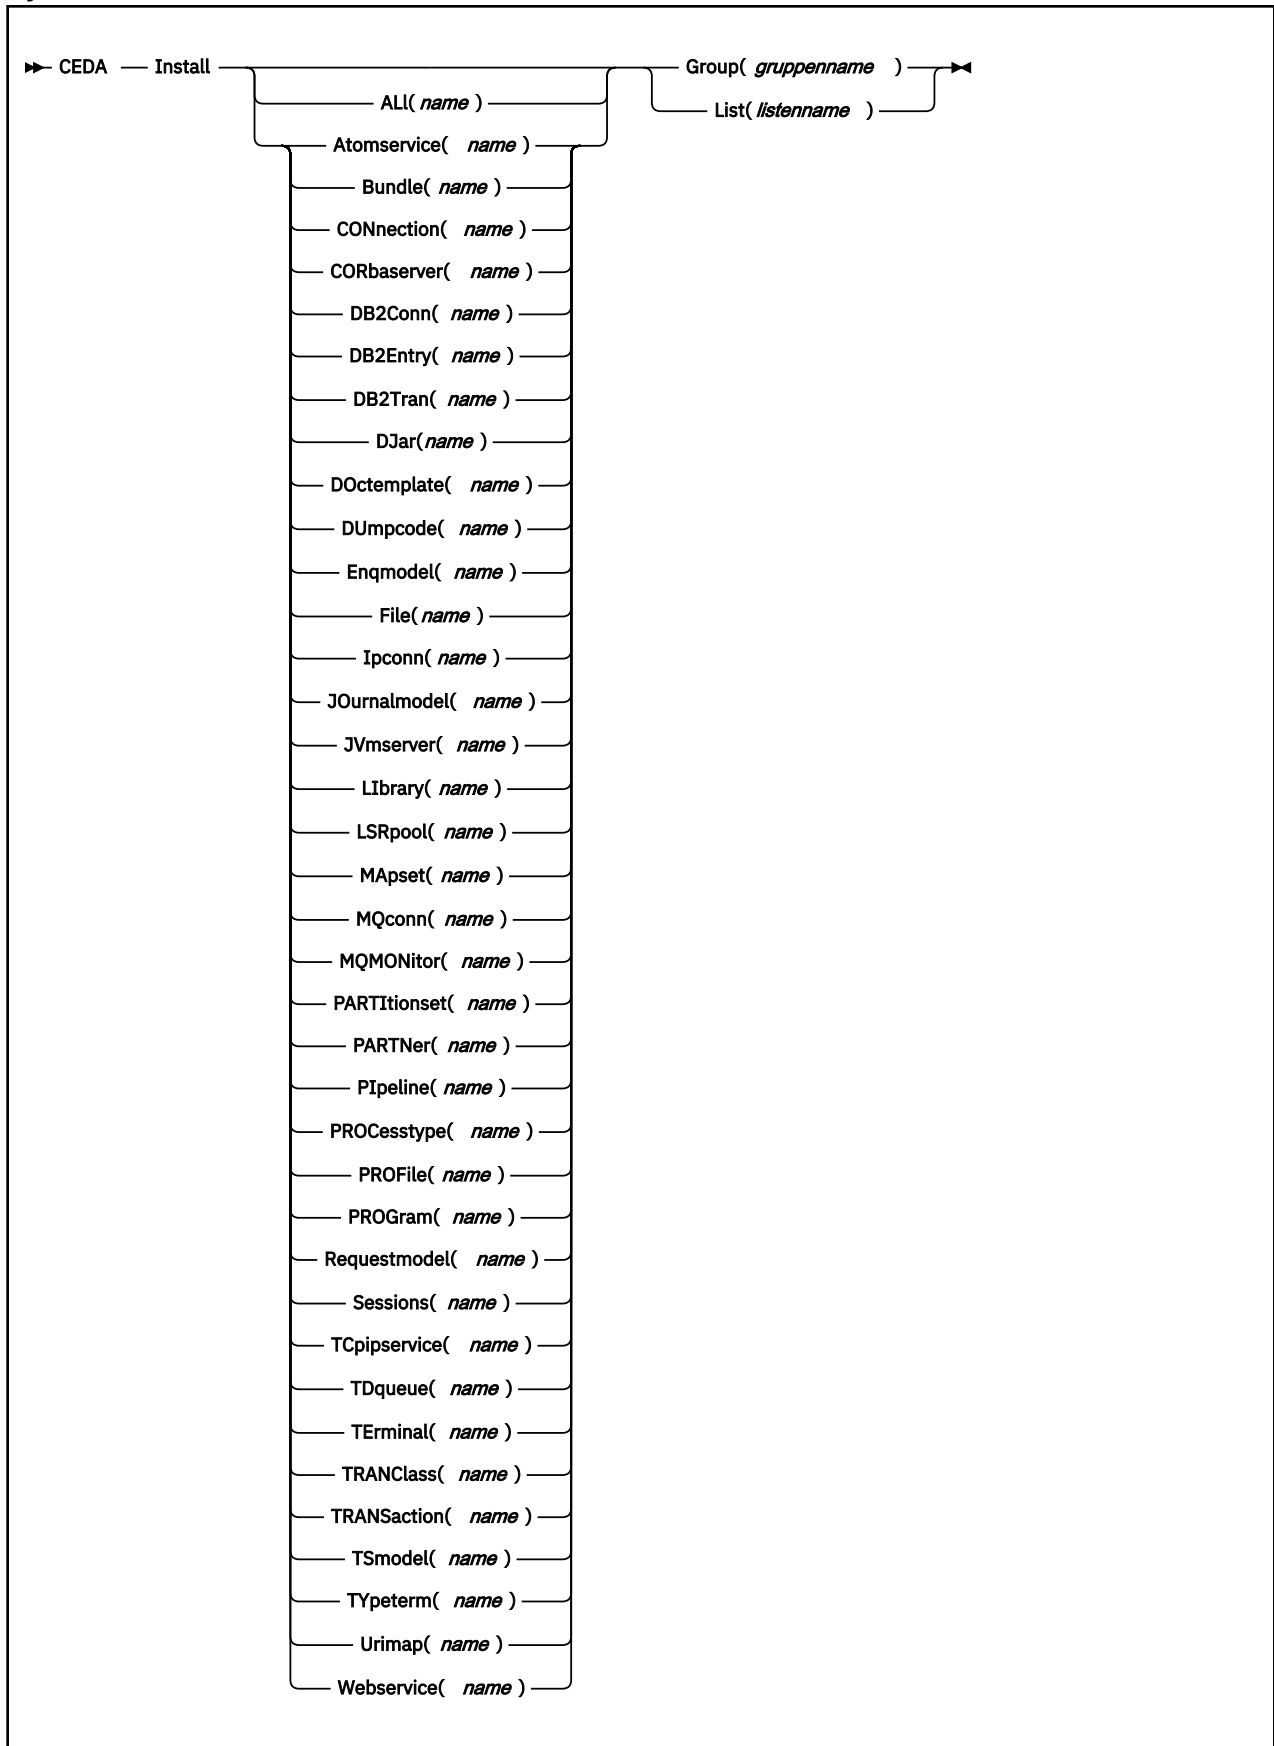 CEDA Install Group( gruppenname )
ALl( name ) List( listenname )
Atomservice( name )
Bundle( name )
CONnection( name )
CORbaserver( name )
DB2Conn( name )
DB2Entry( name )
DB2Tran( name )
DJar( name )
DOctemplate( name )
DUmpcode( name )
Enqmodel( name )
File( name )
Ipconn( name )
JOurnalmodel( name )
JVmserver( name )
LIbrary( name )
LSRpool( name )
MApset( name )
MQconn( name )
MQMONitor( name )
PARTItionset( name )
PARTNer( name )
PIpeline( name )
PROCesstype( name )
PROFile( name )
PROGram( name )
Requestmodel( name )
Sessions( name )
TCpipservice( name )
TDqueue( name )
TErminal( name )
TRANClass( name )
TRANSaction( name )
TSmodel( name )
TYpeterm( name )
Urimap( name )
Webservice( name )